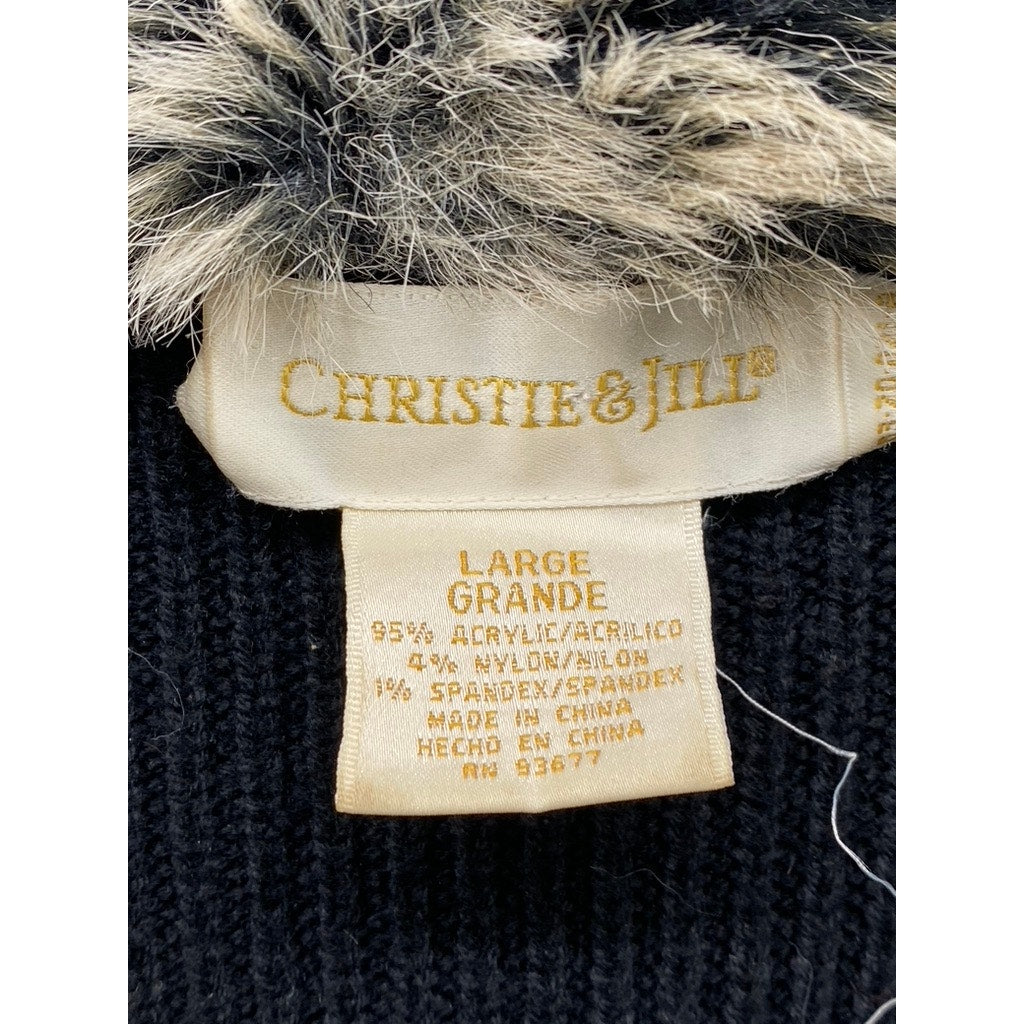 CHRISTIE & JILL®
LARGE
GRANDE
95% ACRYLIC/ACRILICO
4% NYLON/NILON
1% SPANDEX/SPANDEX
MADE IN CHINA
HECHO EN CHINA
RN 93677